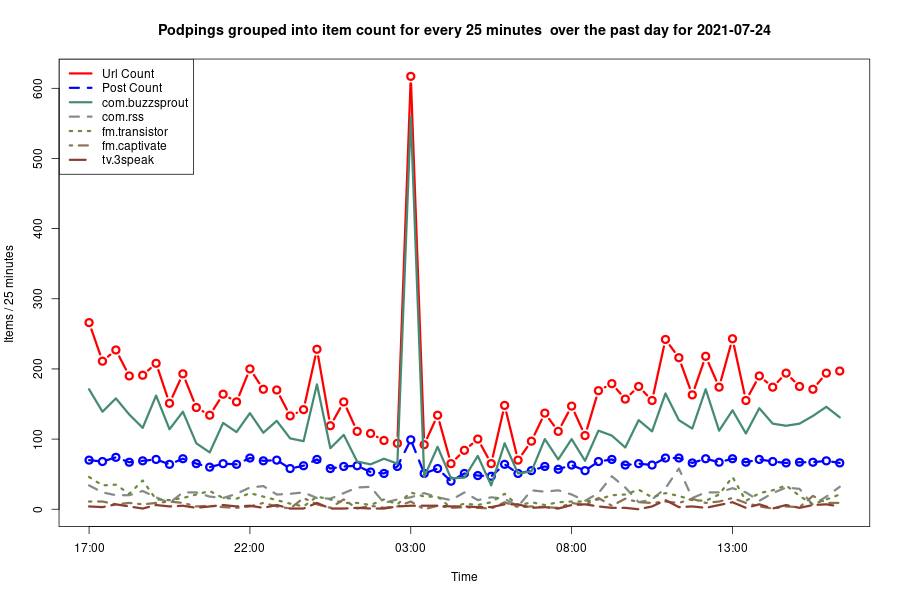 Podpings grouped into item count for every 25 minutes  over the past day for 2021-07-24
Url Count
Post Count
com.buzzsprout
com.rss
fm.transistor
fm.captivate
tv.3speak
Items / 25 minutes
600
500
400
300
200
100
0
17:00 22:00 03:00 08:00 13:00
Time